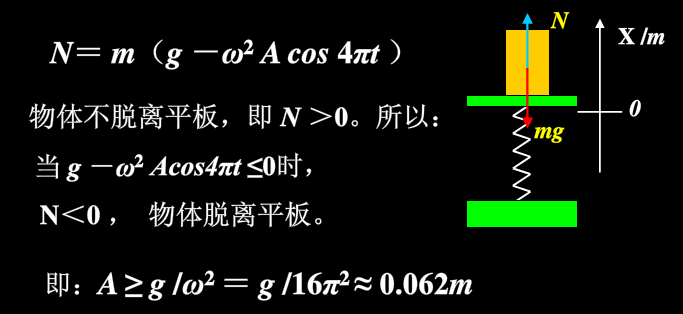 N＝ m（g －ω² A cos 4πt ）
物体不脱离平板，即 N ＞0。所以：
当 g －ω² Acos4πt ≤0时，
N＜0 ， 物体脱离平板。
即：A ≥ g /ω² ＝ g /16π² ≈ 0.062m
N
X /m
0
mg